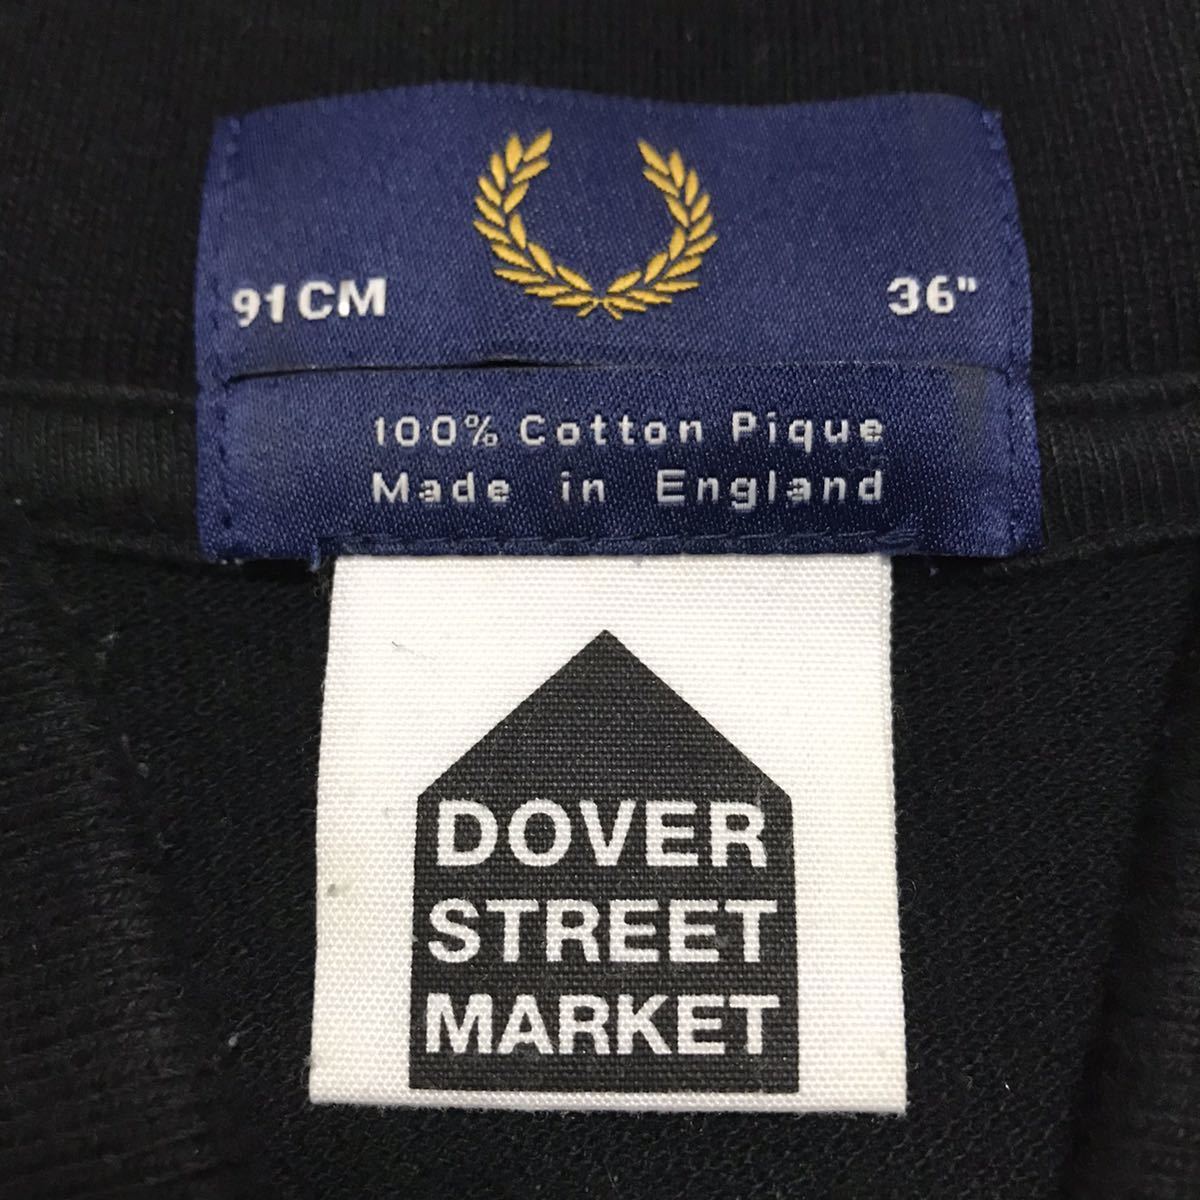 91CM 36"
100% Cotton Pique
Made in England
DOVER
STREET
MARKET